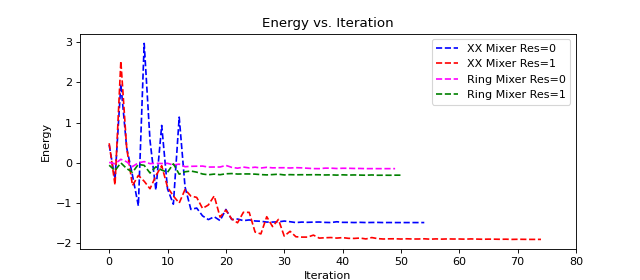 Energy vs. Iteration
3
2
1
0
−1
−2
Energy
XX Mixer Res=0
XX Mixer Res=1
Ring Mixer Res=0
Ring Mixer Res=1
0 10 20 30 40 50 60 70 80
Iteration